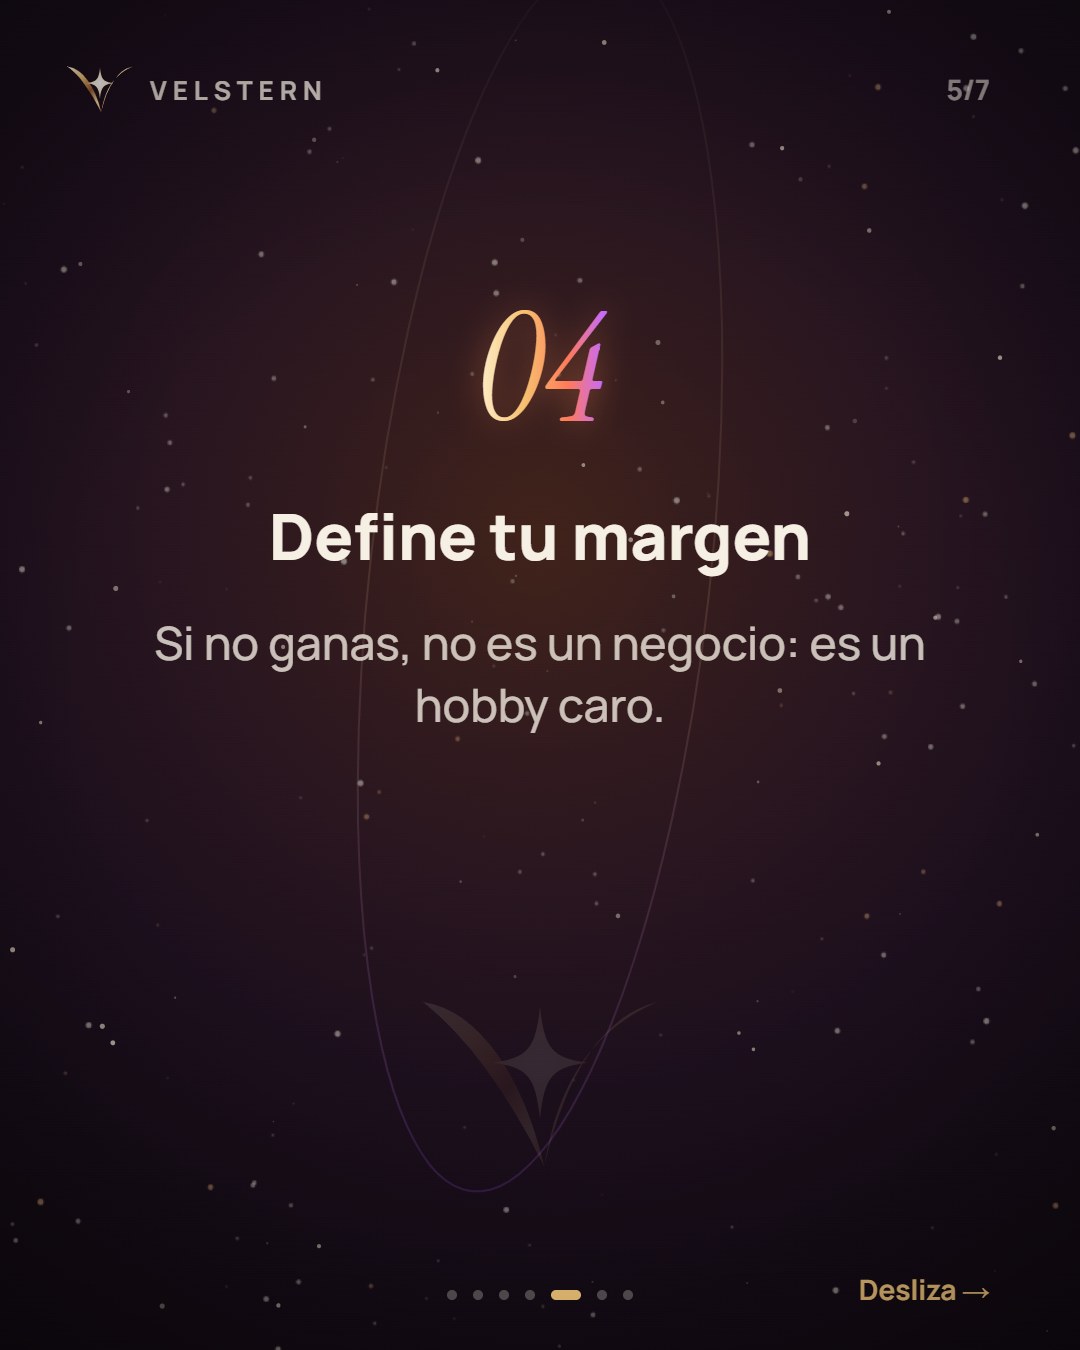 VELSTERN
5/7
04
Define tu margen
Si no ganas, no es un negocio: es un
hobby caro.
Desliza →